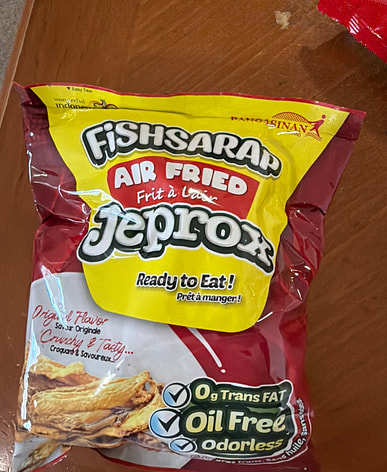 ▾ Easy Tear
wonderful
indonesia
PANGASINAN
FiSHSARAP
AIR FRIED
Frit à l'air
Jeprox
Ready to Eat!
Prêt à manger!
Original Flavor
Saveur Originale
Crunchy & Tasty...
Croquant & Savoureux...
0g Trans FAT
Oil Free
Odorless